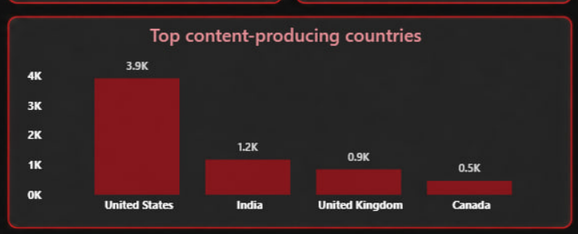 Top content-producing countries
3.9K
4K
3K
1.2K
2K
0.9K
1K
0.5K
0K
United States India United Kingdom Canada